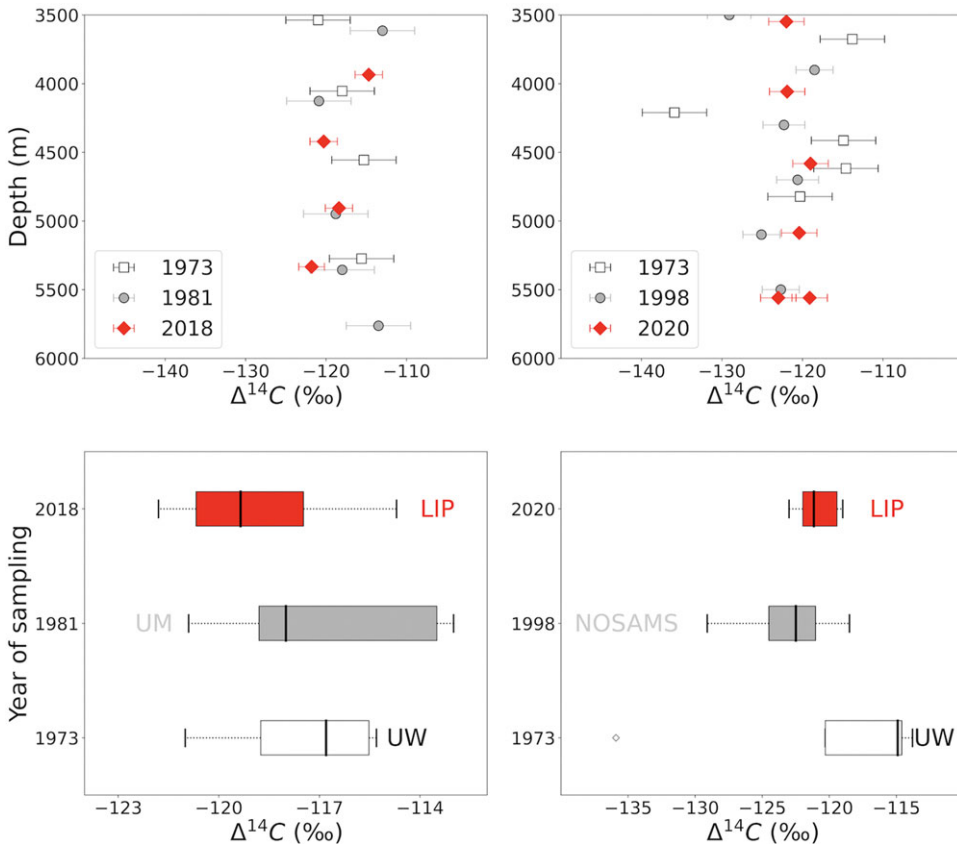 3500
4000
4500
5000
5500
6000
Depth (m)
1973
1981
2018
−140 −130 −120 −110
Δ¹⁴C (‰)
3500
4000
4500
5000
5500
6000
1973
1998
2020
−140 −130 −120 −110
Δ¹⁴C (‰)
Year of sampling
2018
1981
1973
LIP
UM
UW
−123 −120 −117 −114
Δ¹⁴C (‰)
2020
1998
1973
LIP
NOSAMS
UW
−135 −130 −125 −120 −115
Δ¹⁴C (‰)